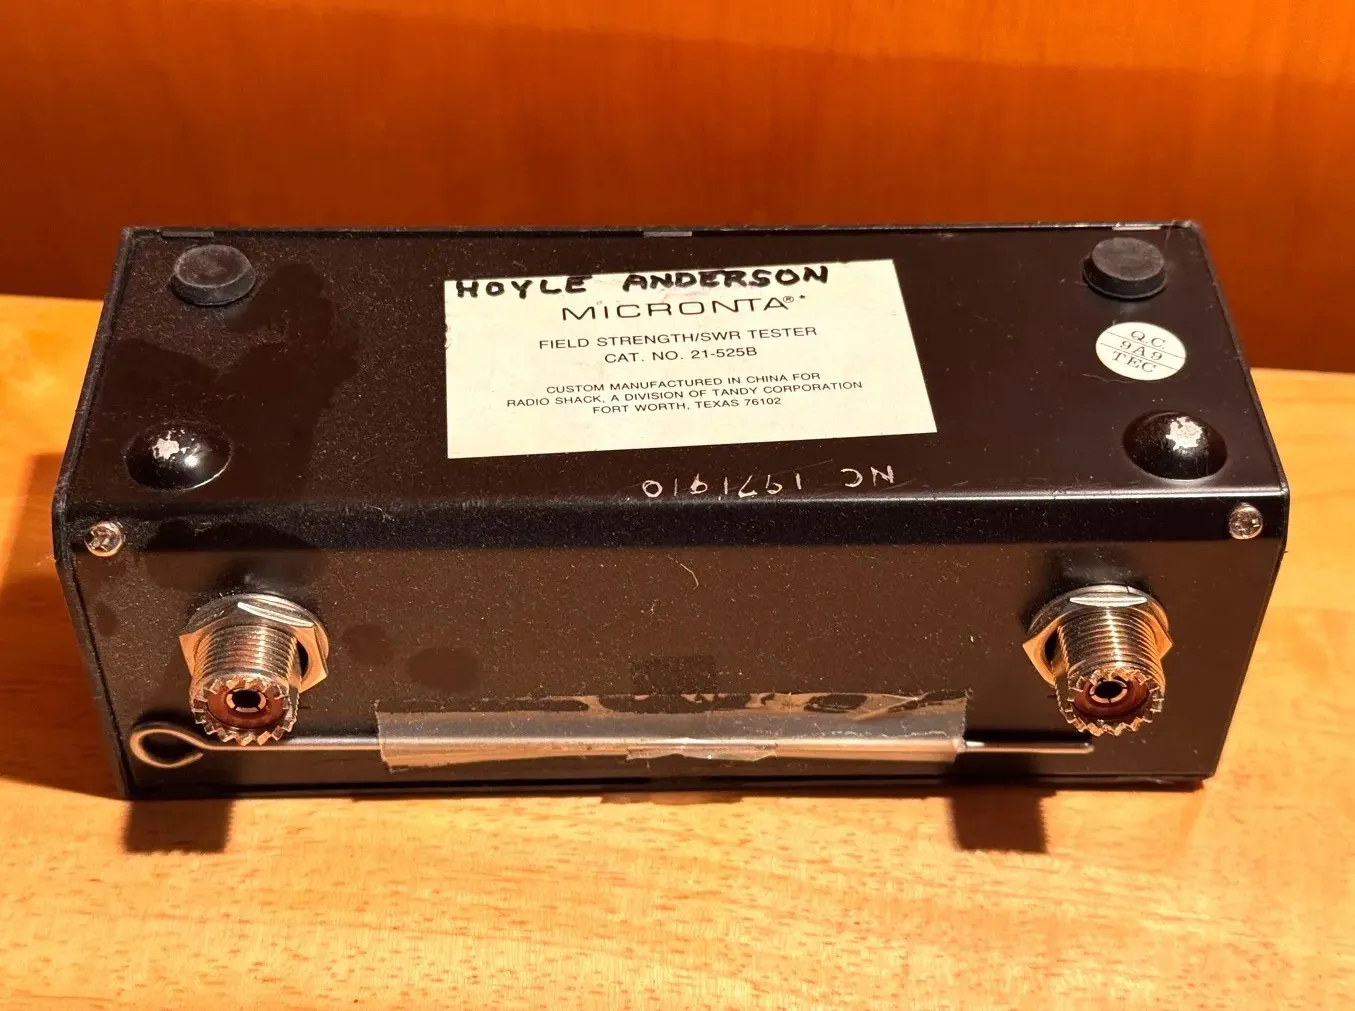 HOYLE ANDERSON
MICRONTA®*
FIELD STRENGTH/SWR TESTER
CAT. NO. 21-525B
CUSTOM MANUFACTURED IN CHINA FOR
RADIO SHACK, A DIVISION OF TANDY CORPORATION
FORT WORTH, TEXAS 76102
Q.C
9A9
TEC
NC 1971910